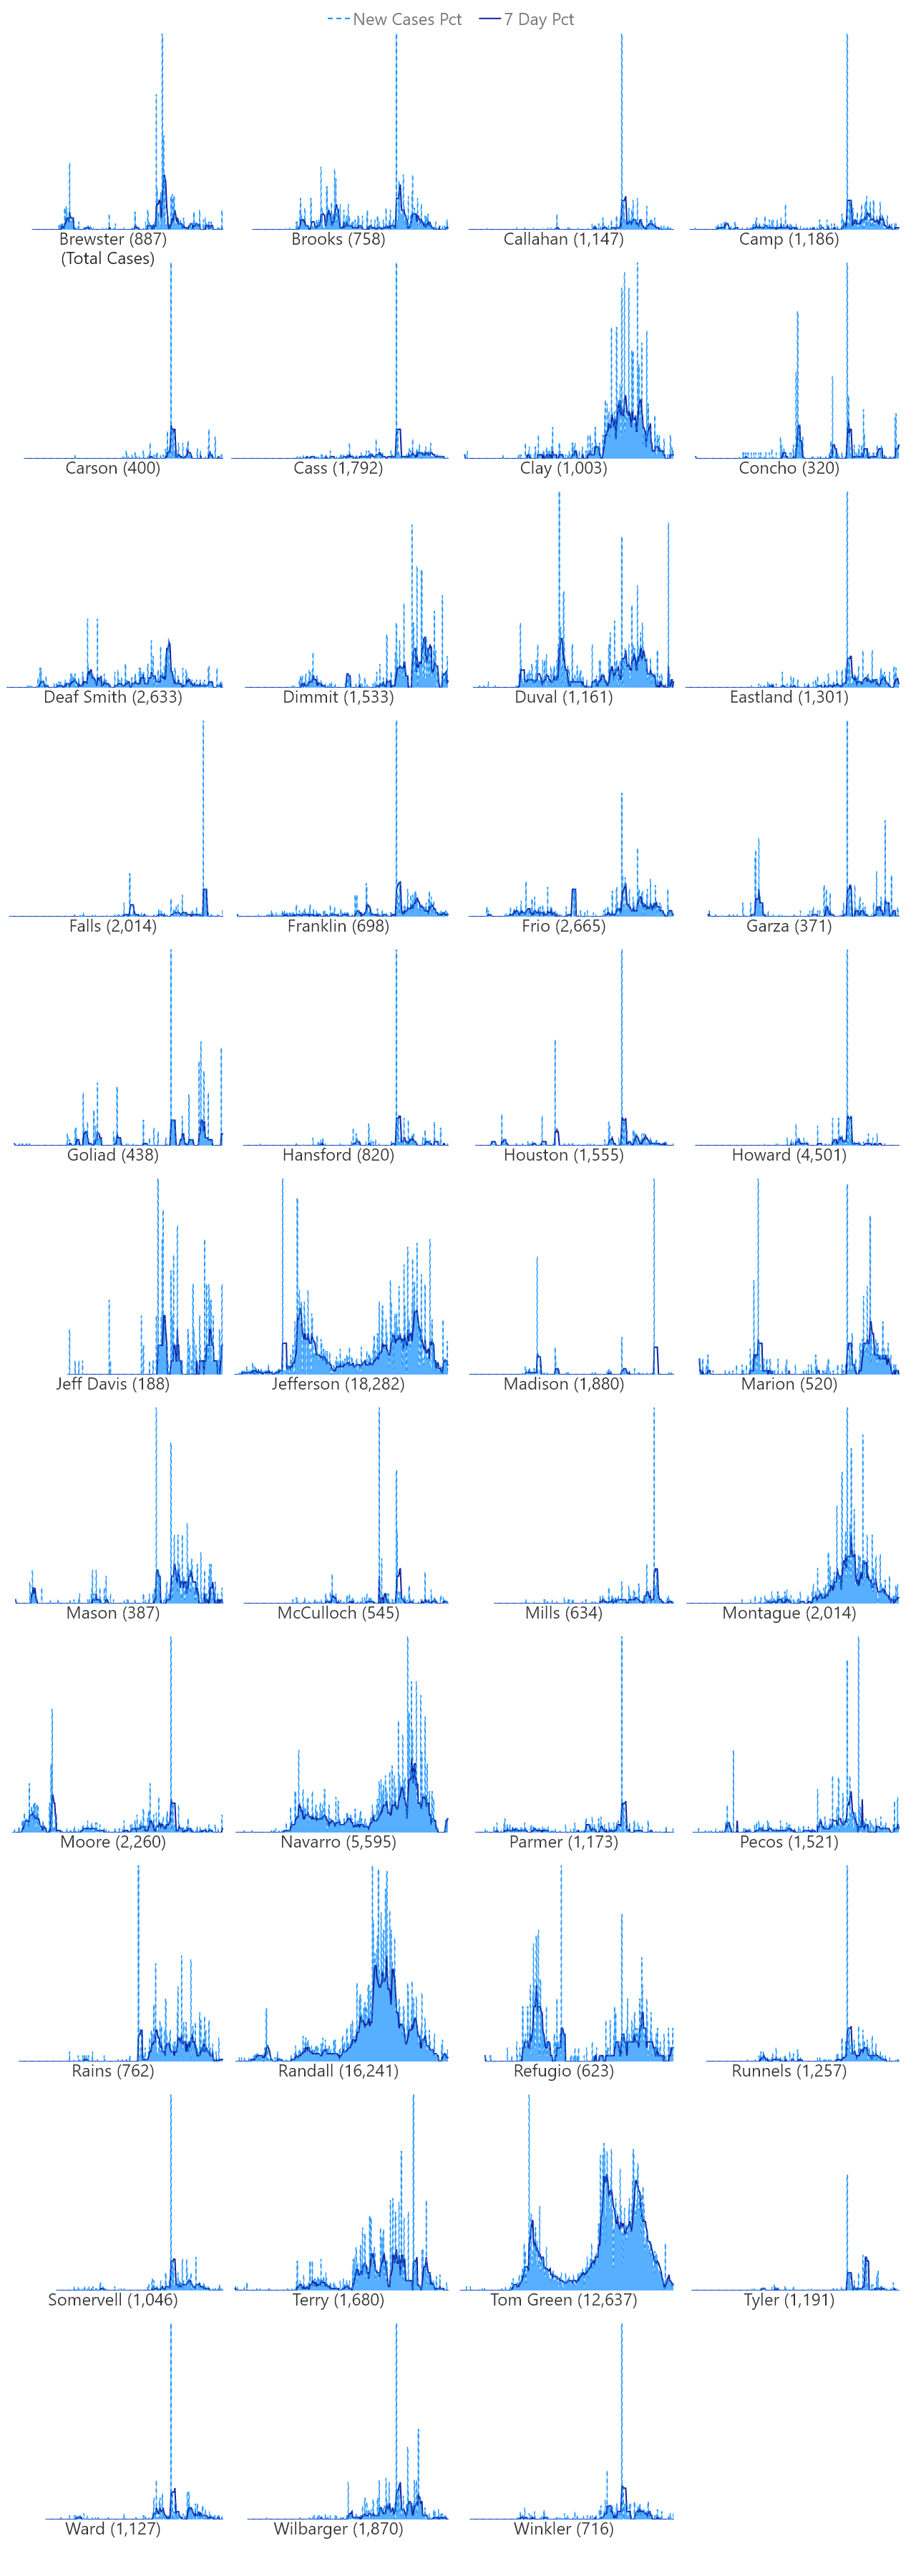 New Cases Pct 7 Day Pct
Brewster (887) Brooks (758) Callahan (1,147) Camp (1,186)
(Total Cases)
Carson (400) Cass (1,792) Clay (1,003) Concho (320)
Deaf Smith (2,633) Dimmit (1,533) Duval (1,161) Eastland (1,301)
Falls (2,014) Franklin (698) Frio (2,665) Garza (371)
Goliad (438) Hansford (820) Houston (1,555) Howard (4,501)
Jeff Davis (188) Jefferson (18,282) Madison (1,880) Marion (520)
Mason (387) McCulloch (545) Mills (634) Montague (2,014)
Moore (2,260) Navarro (5,595) Parmer (1,173) Pecos (1,521)
Rains (762) Randall (16,241) Refugio (623) Runnels (1,257)
Somervell (1,046) Terry (1,680) Tom Green (12,637) Tyler (1,191)
Ward (1,127) Wilbarger (1,870) Winkler (716)